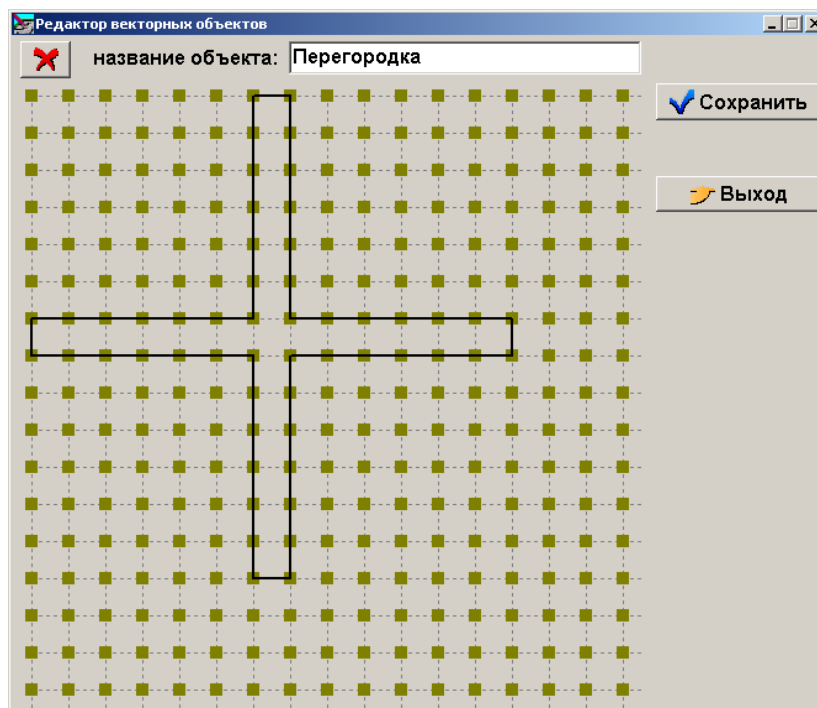 Редактор векторных объектов
название объекта: Перегородка
Сохранить
Выход